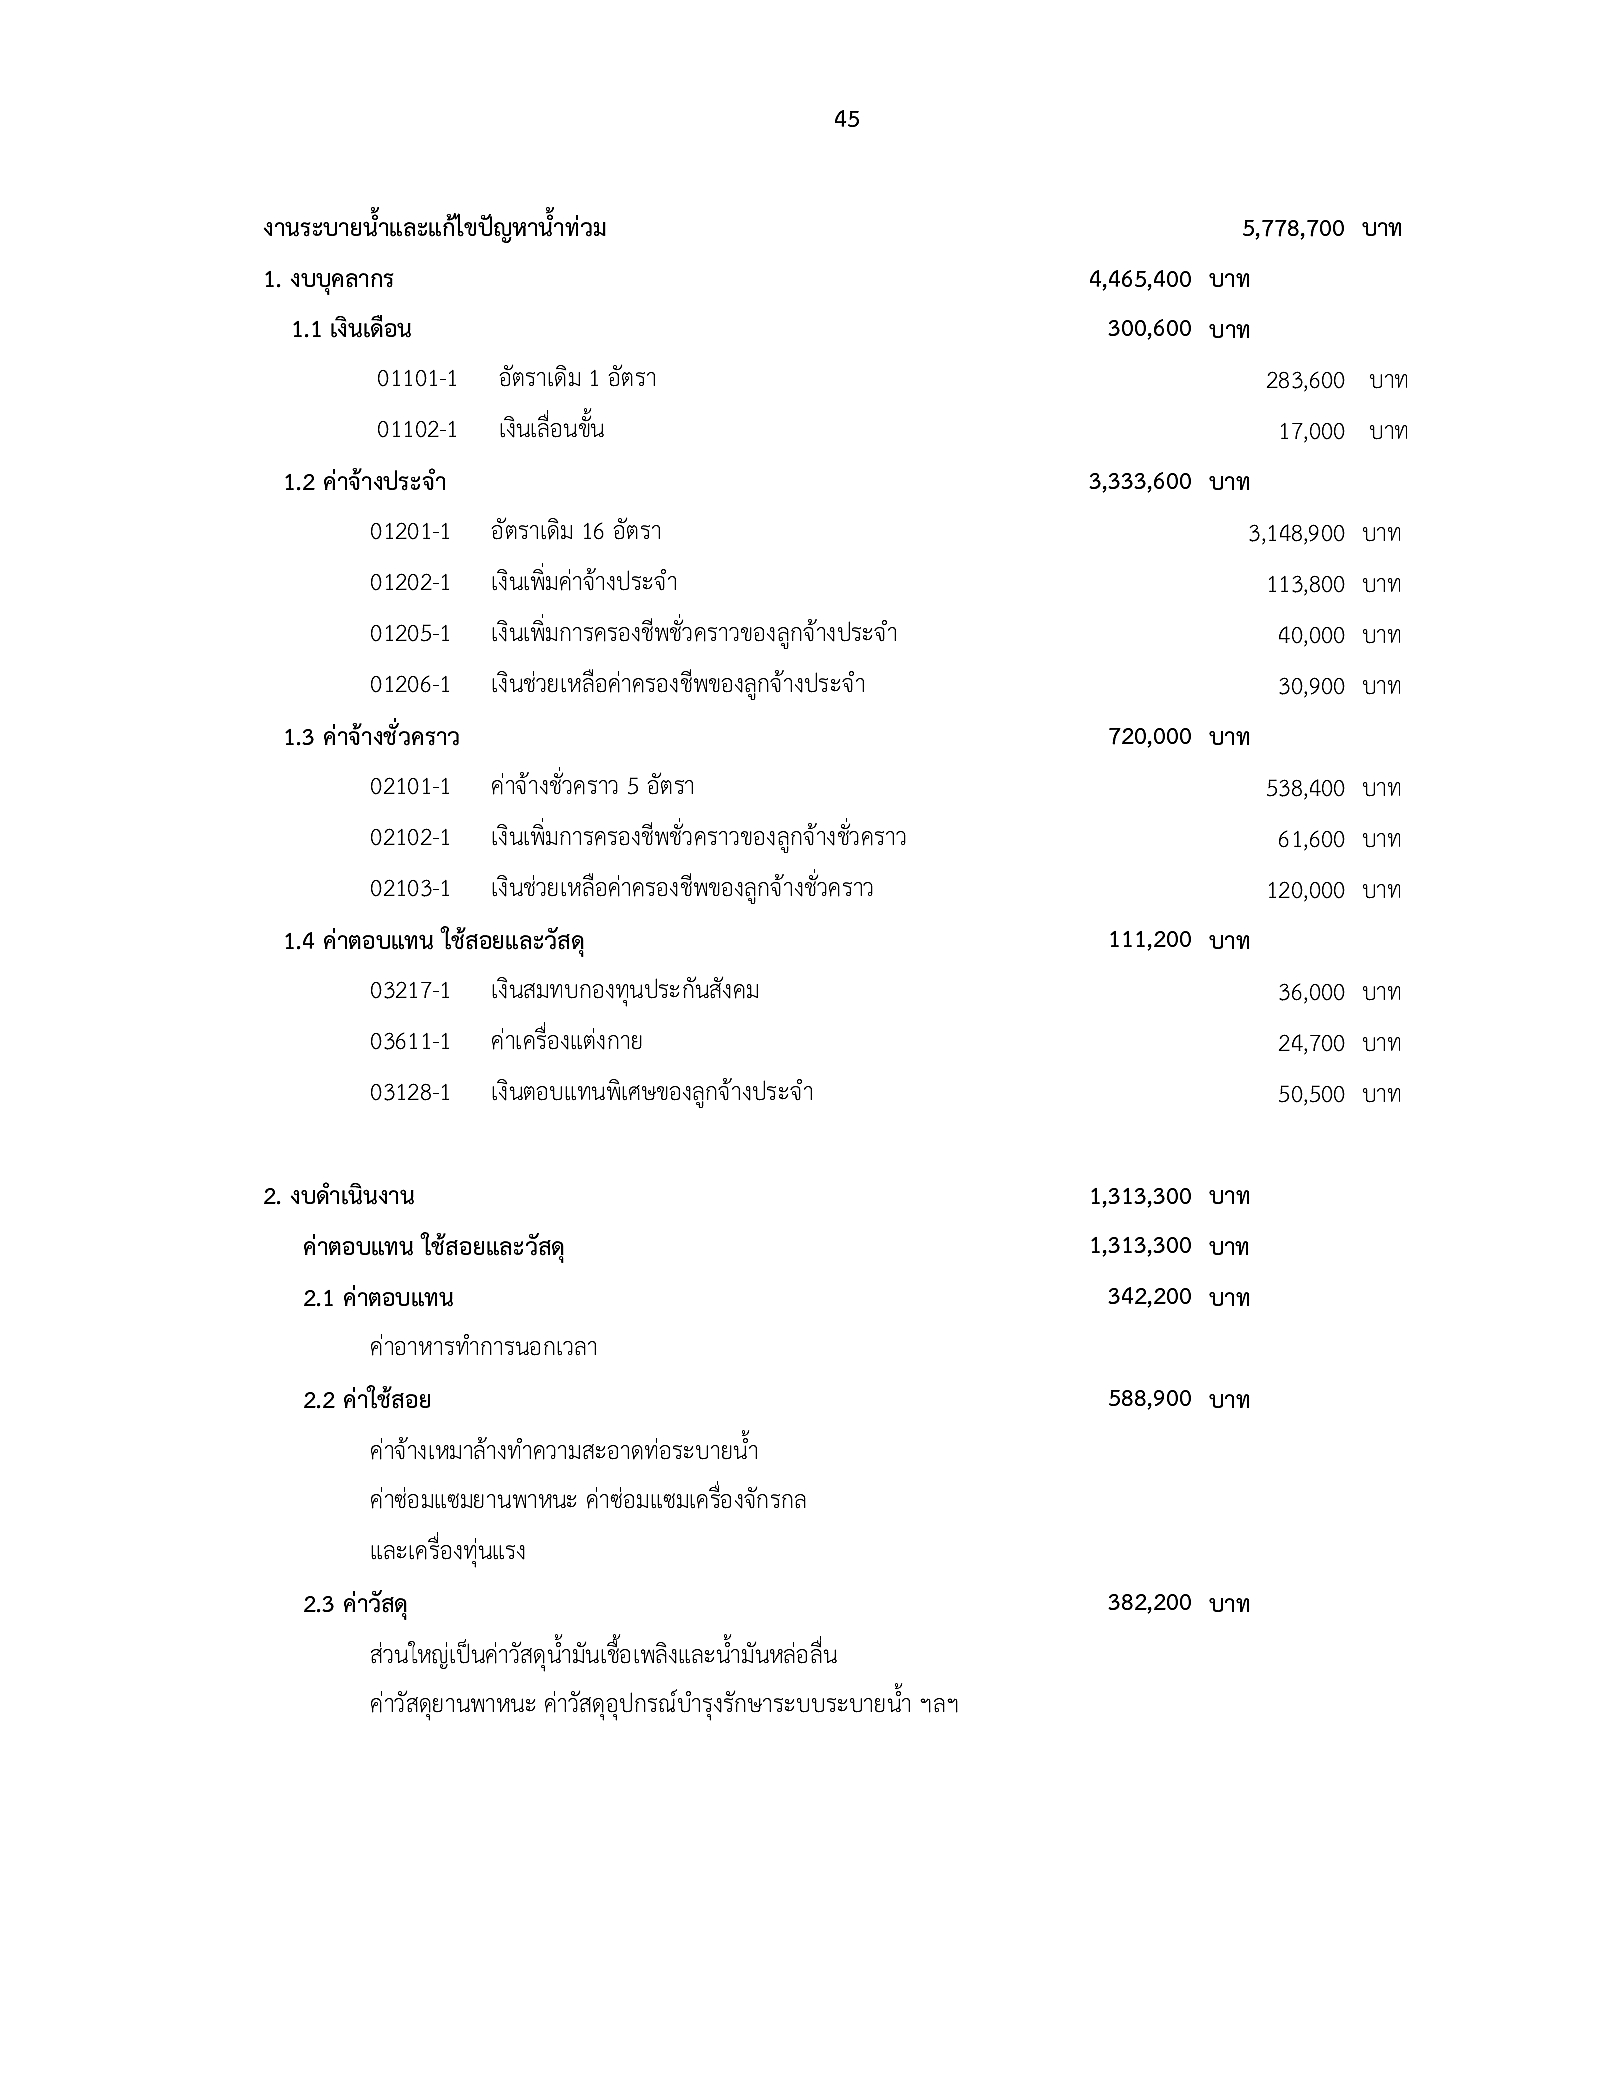 45
งานระบายน้ำและแก้ไขปัญหาน้ำท่วม 5,778,700 บาท
1. งบบุคลากร 4,465,400 บาท
1.1 เงินเดือน 300,600 บาท
01101-1 อัตราเดิม 1 อัตรา 283,600 บาท
01102-1 เงินเลื่อนขั้น 17,000 บาท
1.2 ค่าจ้างประจำ 3,333,600 บาท
01201-1 อัตราเดิม 16 อัตรา 3,148,900 บาท
01202-1 เงินเพิ่มค่าจ้างประจำ 113,800 บาท
01205-1 เงินเพิ่มการครองชีพชั่วคราวของลูกจ้างประจำ 40,000 บาท
01206-1 เงินช่วยเหลือค่าครองชีพของลูกจ้างประจำ 30,900 บาท
1.3 ค่าจ้างชั่วคราว 720,000 บาท
02101-1 ค่าจ้างชั่วคราว 5 อัตรา 538,400 บาท
02102-1 เงินเพิ่มการครองชีพชั่วคราวของลูกจ้างชั่วคราว 61,600 บาท
02103-1 เงินช่วยเหลือค่าครองชีพของลูกจ้างชั่วคราว 120,000 บาท
1.4 ค่าตอบแทน ใช้สอยและวัสดุ 111,200 บาท
03217-1 เงินสมทบกองทุนประกันสังคม 36,000 บาท
03611-1 ค่าเครื่องแต่งกาย 24,700 บาท
03128-1 เงินตอบแทนพิเศษของลูกจ้างประจำ 50,500 บาท
2. งบดำเนินงาน 1,313,300 บาท
ค่าตอบแทน ใช้สอยและวัสดุ 1,313,300 บาท
2.1 ค่าตอบแทน 342,200 บาท
ค่าอาหารทำการนอกเวลา
2.2 ค่าใช้สอย 588,900 บาท
ค่าจ้างเหมาล้างทำความสะอาดท่อระบายน้ำ
ค่าซ่อมแซมยานพาหนะ ค่าซ่อมแซมเครื่องจักรกล
และเครื่องทุ่นแรง
2.3 ค่าวัสดุ 382,200 บาท
ส่วนใหญ่เป็นค่าวัสดุน้ำมันเชื้อเพลิงและน้ำมันหล่อลื่น
ค่าวัสดุยานพาหนะ ค่าวัสดุอุปกรณ์บำรุงรักษาระบบระบายน้ำ ฯลฯ